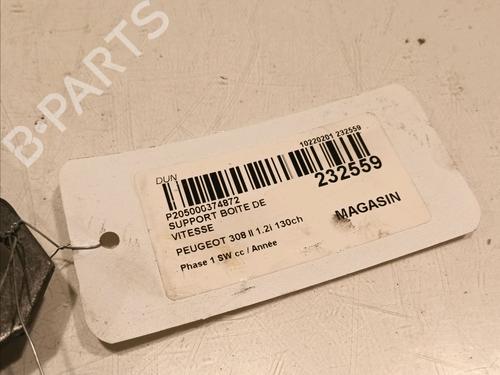 B-PARTS
DUN
10220201 232559
232559
P205000374872
SUPPORT BOITE DE
VITESSE
MAGASIN
PEUGEOT 308 II 1.2i 130ch
Phase 1 SW cc / Année